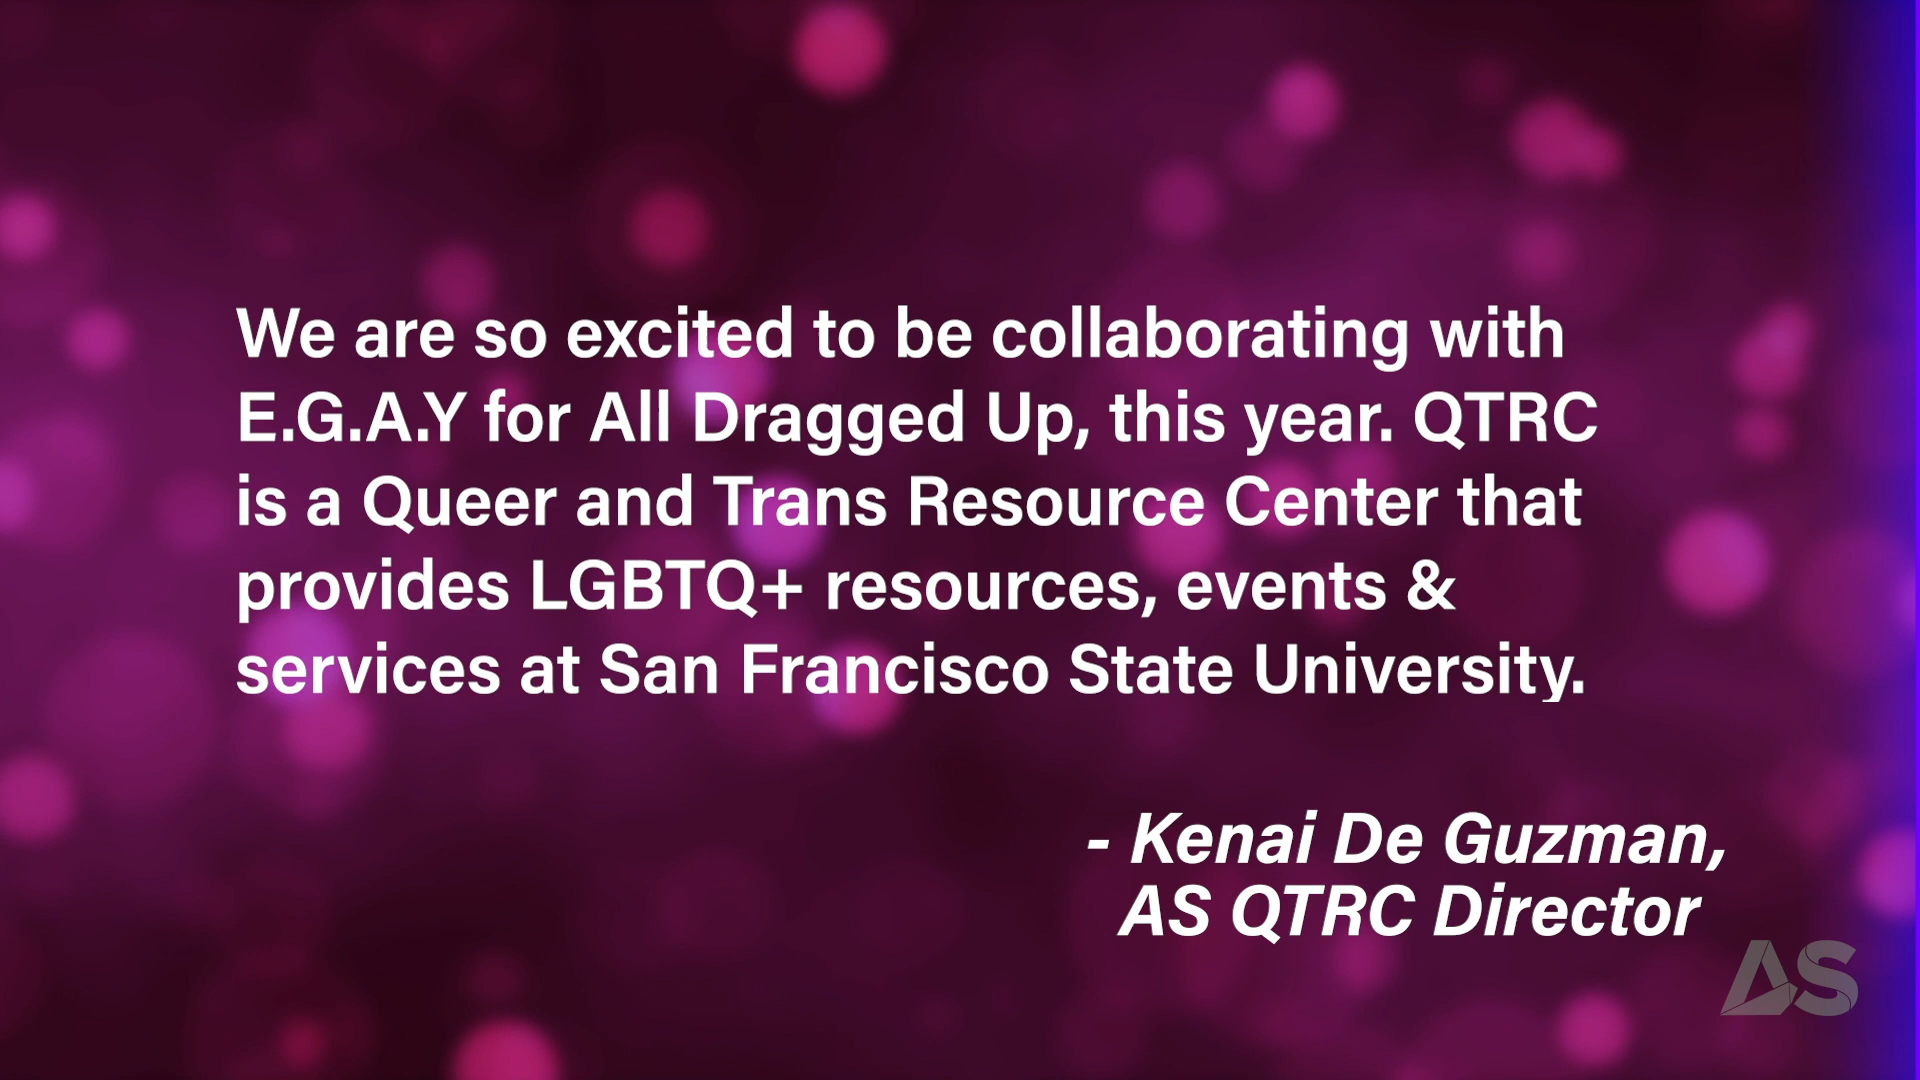 We are so excited to be collaborating with
E.G.A.Y for All Dragged Up, this year. QTRC
is a Queer and Trans Resource Center that
provides LGBTQ+ resources, events &
services at San Francisco State University.
- Kenai De Guzman,
AS QTRC Director
AS